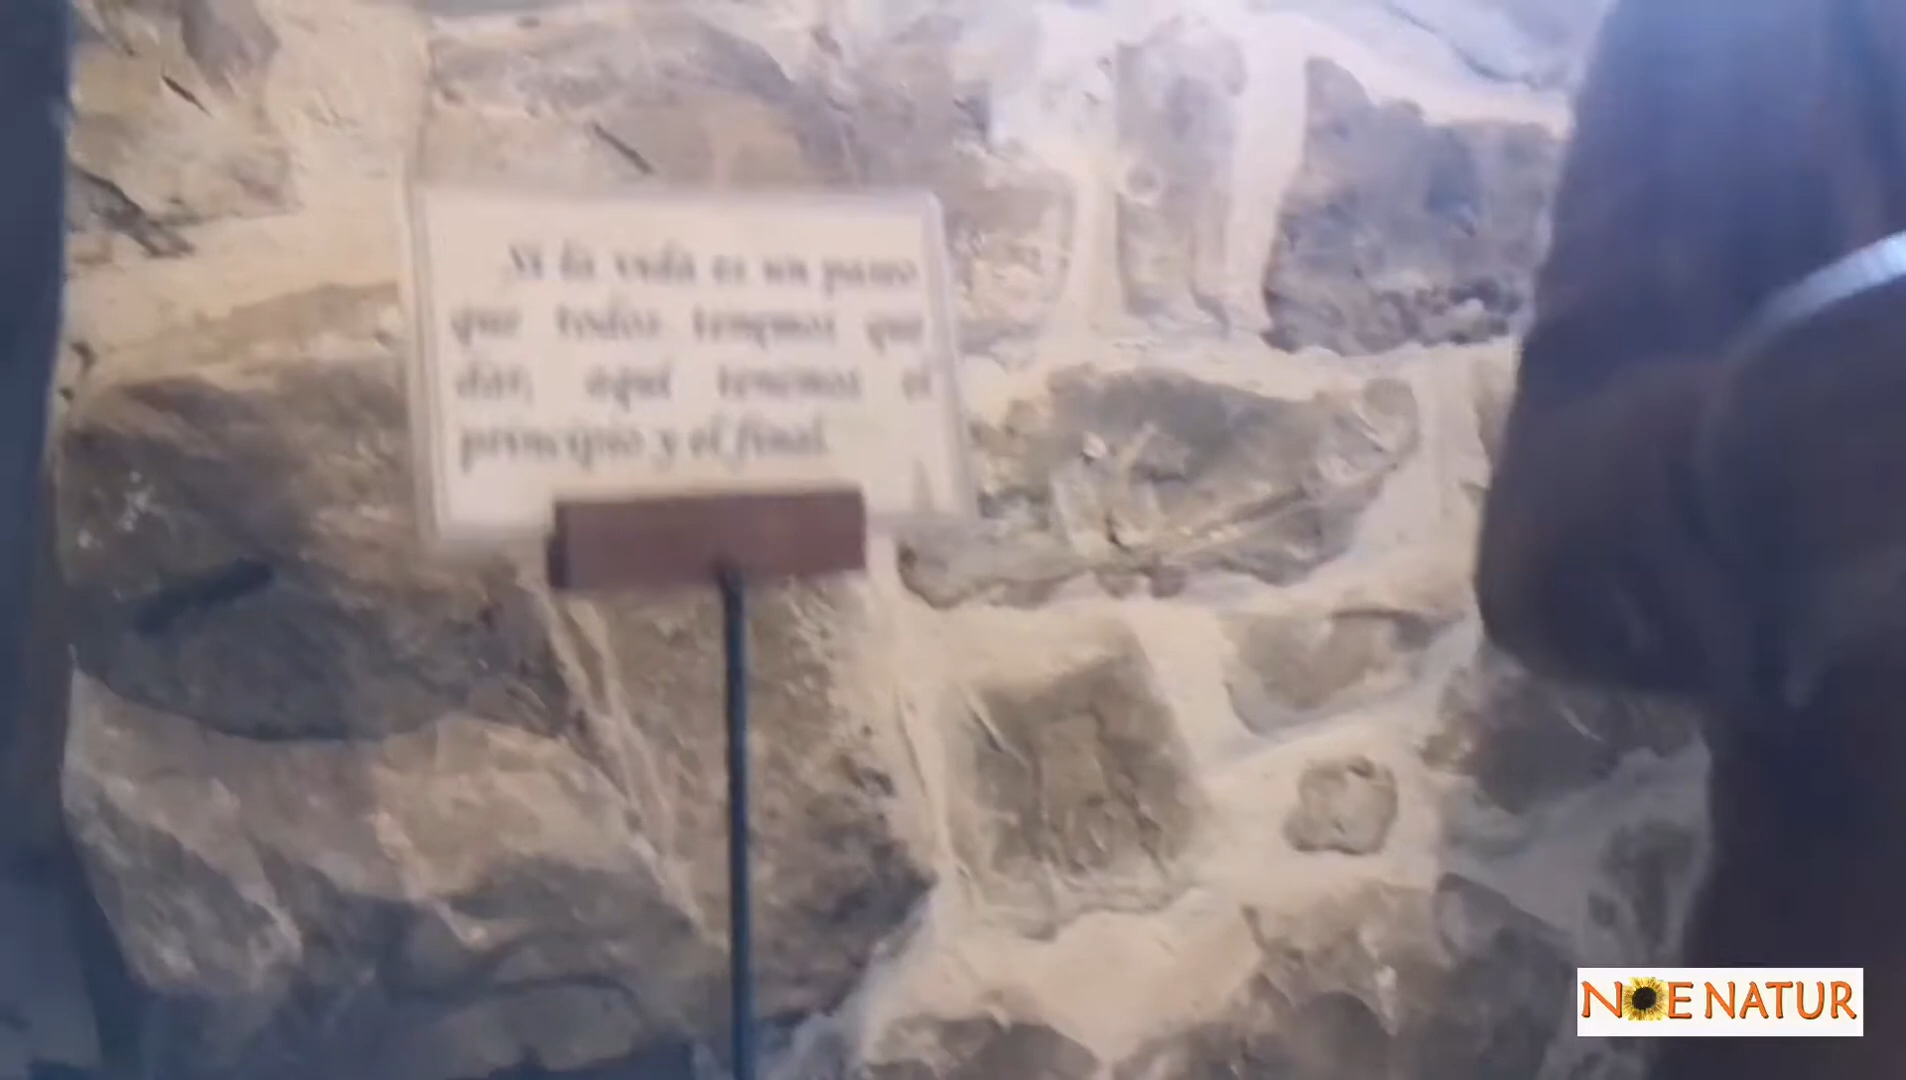 Si la vida es un paseo
que todos tenemos que
dar, aquí tenemos el
principio y el final.
NOE NATUR